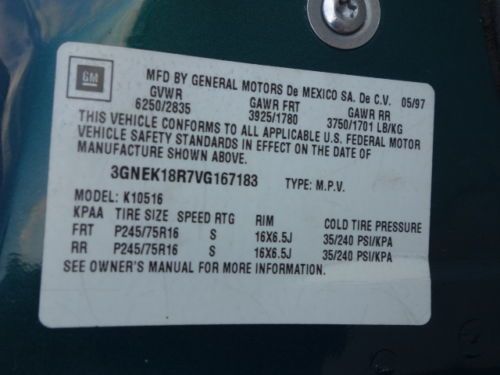 GM
MFD BY GENERAL MOTORS De MEXICO SA. De C.V. 05/97
GVWR GAWR FRT GAWR RR
6250/2835 3925/1780 3750/1701 LB/KG
THIS VEHICLE CONFORMS TO ALL APPLICABLE U.S. FEDERAL MOTOR
VEHICLE SAFETY STANDARDS IN EFFECT ON THE DATE OF
MANUFACTURE SHOWN ABOVE.
3GNEK18R7VG167183 TYPE: M.P.V.
MODEL: K10516
KPAA TIRE SIZE SPEED RTG RIM COLD TIRE PRESSURE
FRT P245/75R16 S 16X6.5J 35/240 PSI/KPA
RR P245/75R16 S 16X6.5J 35/240 PSI/KPA
SEE OWNER'S MANUAL FOR MORE INFORMATION.